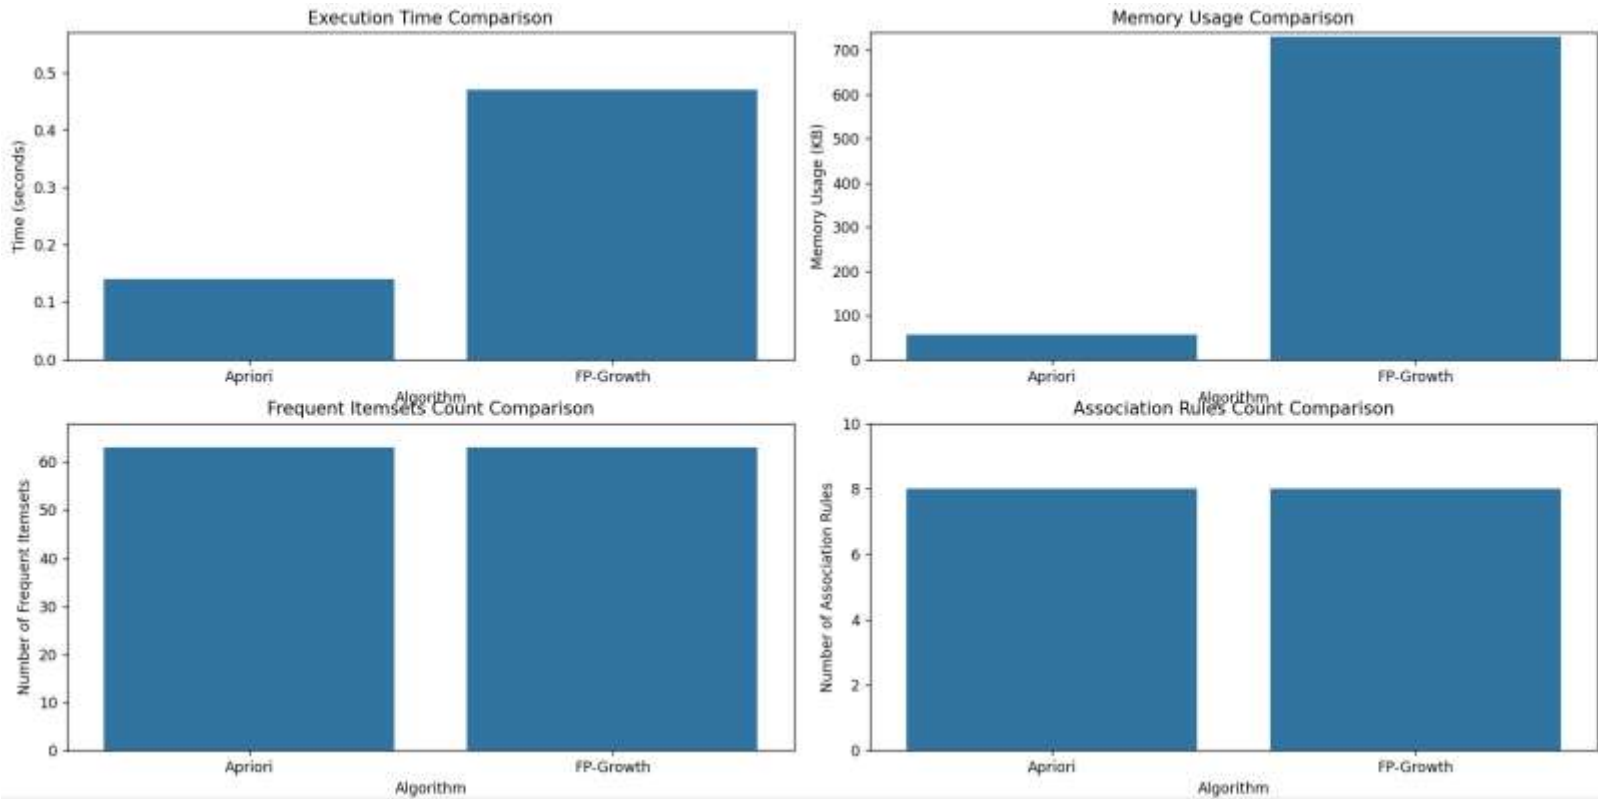 Execution Time Comparison
Time (seconds)
0.5
0.4
0.3
0.2
0.1
0.0
Apriori FP-Growth
Algorithm
Memory Usage Comparison
Memory Usage (KB)
700
600
500
400
300
200
100
0
Apriori FP-Growth
Algorithm
Frequent Itemsets Count Comparison
Number of Frequent Itemsets
60
50
40
30
20
10
0
Apriori FP-Growth
Algorithm
Association Rules Count Comparison
Number of Association Rules
10
8
6
4
2
0
Apriori FP-Growth
Algorithm